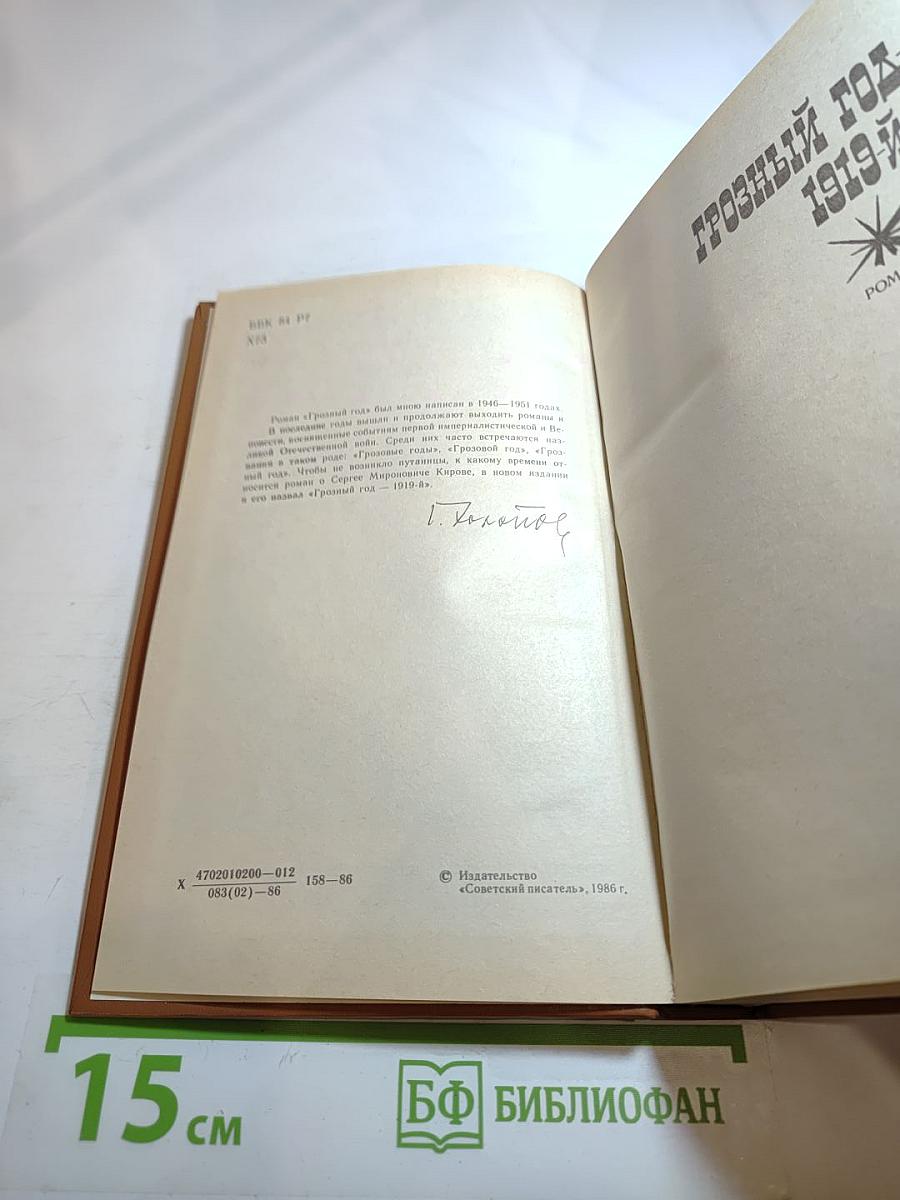 ББК 84 Р7
Х73
Роман «Грозный год» был мною написан в 1946—1951 годах.
В последние годы вышли и продолжают выходить романы и
повести, посвященные событиям первой империалистической и Ве-
ликой Отечественной войн. Среди них часто встречаются наз-
вания в таком роде: «Грозовые годы», «Грозовой год», «Гроз-
ный год». Чтобы не возникло путаницы, к какому времени от-
носится роман о Сергее Мироновиче Кирове, в новом издании
я его назвал «Грозный год — 1919-й».
Г. Холопов
Х 4702010200—012 158—86
083(02)—86
© Издательство
«Советский писатель», 1986 г.
ГРОЗНЫЙ ГОД
1919-Й
РОМ
15 см
БФ БИБЛИОФАН